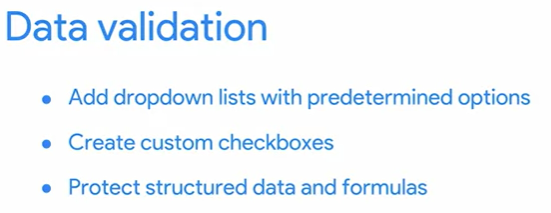 Data validation
• Add dropdown lists with predetermined options
• Create custom checkboxes
• Protect structured data and formulas